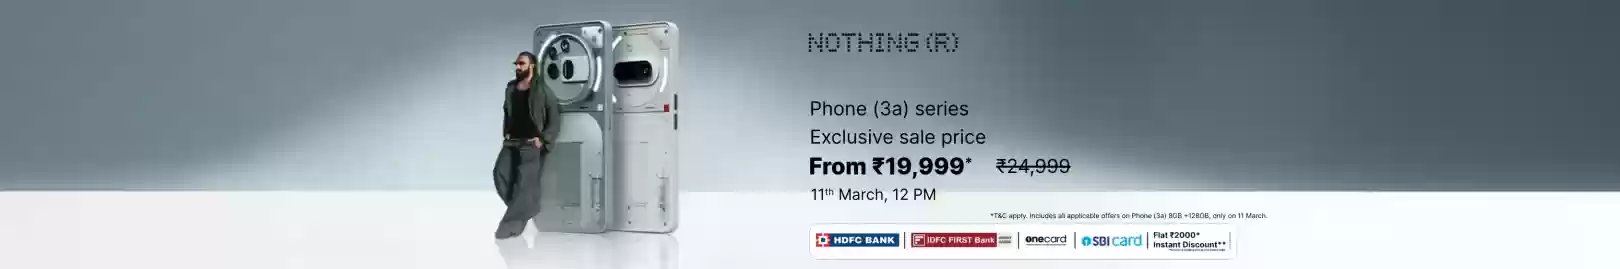 NOTHING (R)
Phone (3a) series
Exclusive sale price
From ₹19,999* ₹24,999
11th March, 12 PM
*T&C apply. Includes all applicable offers on Phone (3a) 8GB +128GB, only on 11 March.
HDFC BANK | IDFC FIRST Bank | onecard | SBI card | Flat ₹2000*
Instant Discount**